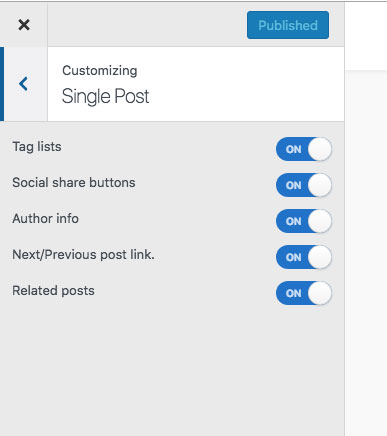 Published
Customizing
Single Post
Tag lists
ON
Social share buttons
ON
Author info
ON
Next/Previous post link.
ON
Related posts
ON